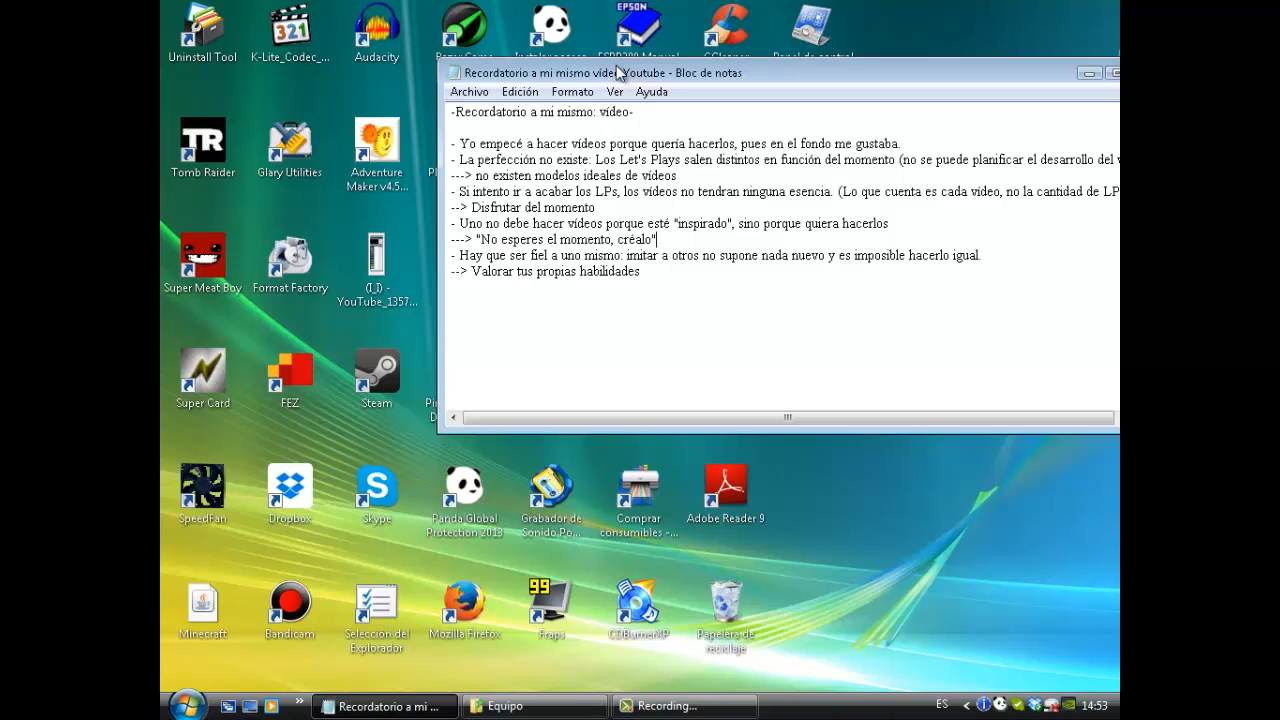 Uninstall Tool
K-Lite_Codec_...
321
Audacity
EPSON
Panel de control
Tomb Raider
TR
Glary Utilities
Adventure Maker v4.5...
Super Meat Boy
Format Factory
(I_I) - YouTube_1357...
Super Card
FEZ
Steam
SpeedFan
Dropbox
Skype
Panda Global Protection 2013
Grabador de Sonido Po...
Comprar consumibles -...
Adobe Reader 9
Minecraft
Bandicam
Selección del Explorador
Mozilla Firefox
99
Fraps
CDBurnerXP
Papelera de reciclaje
Recordatorio a mi mismo vídeo Youtube - Bloc de notas
Archivo Edición Formato Ver Ayuda
-Recordatorio a mi mismo: vídeo-
- Yo empecé a hacer vídeos porque quería hacerlos, pues en el fondo me gustaba.
- La perfección no existe: Los Let's Plays salen distintos en función del momento (no se puede planificar el desarrollo del
---> no existen modelos ideales de vídeos
- Si intento ir a acabar los LPs, los vídeos no tendran ninguna esencia. (Lo que cuenta es cada vídeo, no la cantidad de LP
--> Disfrutar del momento
- Uno no debe hacer vídeos porque esté "inspirado", sino porque quiera hacerlos
---> "No esperes el momento, créalo"
- Hay que ser fiel a uno mismo: imitar a otros no supone nada nuevo y es imposible hacerlo igual.
--> Valorar tus propias habilidades
Recordatorio a mi ...
Equipo
Recording...
ES
14:53